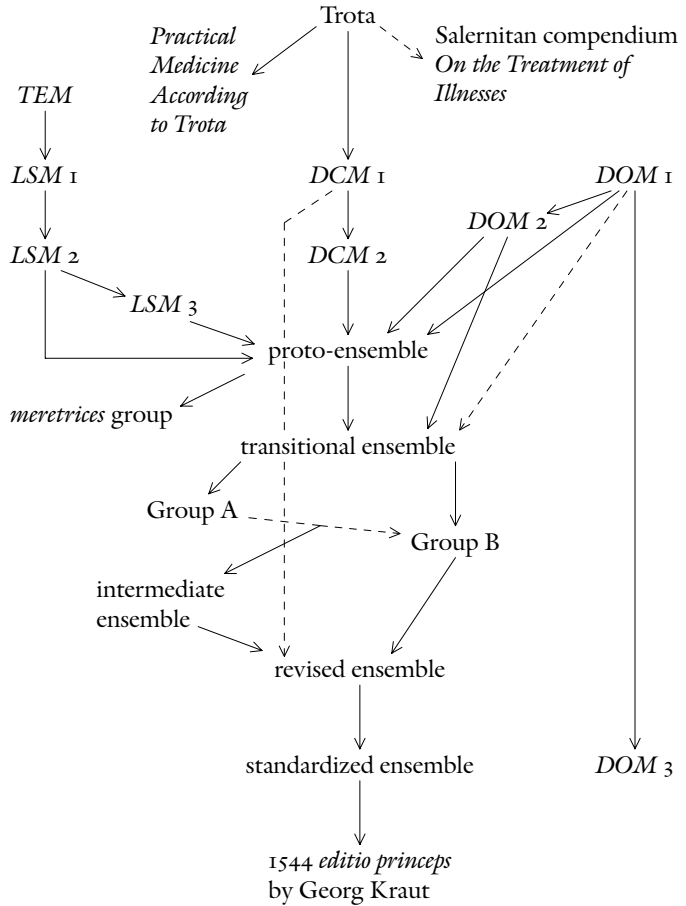 Trota
Practical
Medicine
According
to Trota
Salernitan compendium
On the Treatment of
Illnesses
TEM
LSM 1
DCM 1
DOM 1
DOM 2
LSM 2
DCM 2
LSM 3
proto-ensemble
meretrices group
transitional ensemble
Group A
Group B
intermediate
ensemble
revised ensemble
standardized ensemble
DOM 3
1544 editio princeps
by Georg Kraut